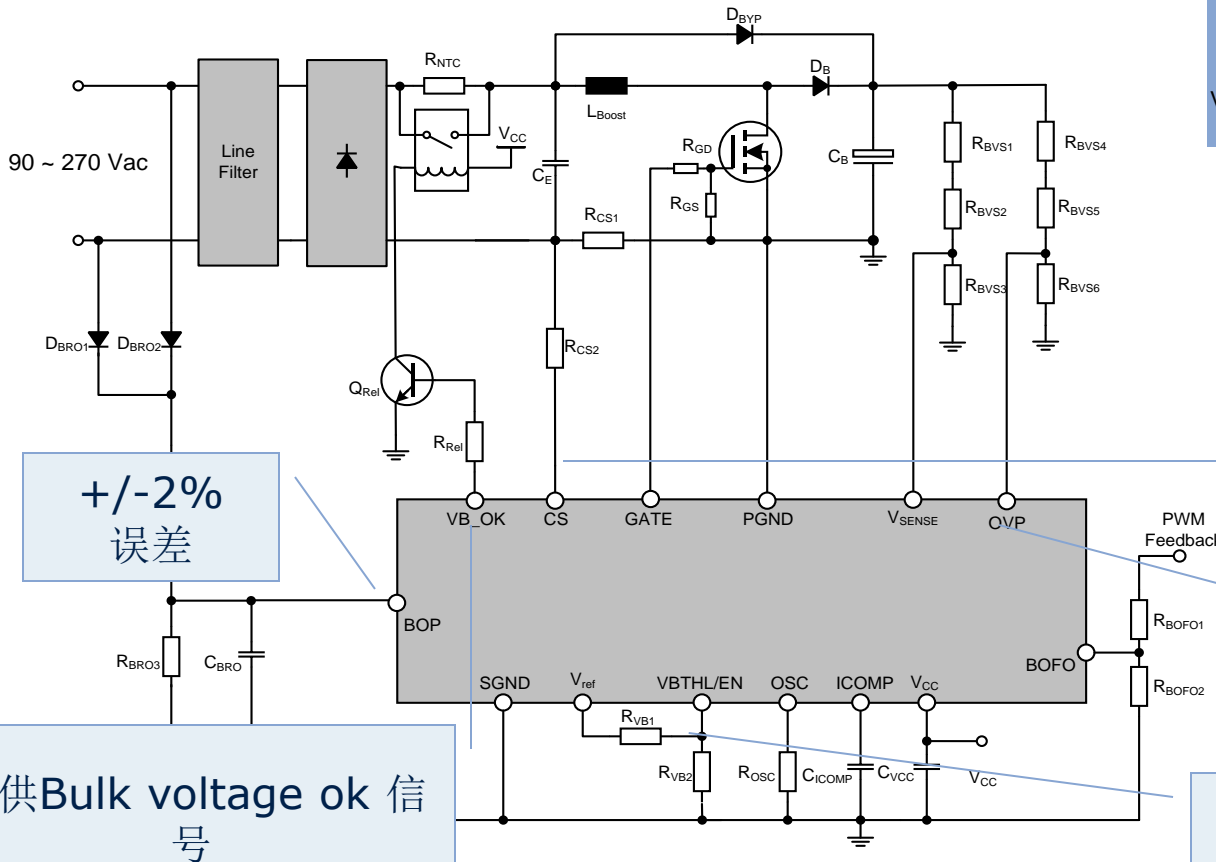 D_BYP
R_NTC
D_B
L_Boost
V_CC
90 ~ 270 Vac
Line
Filter
C_E
R_GD
R_GS
C_B
R_BVS1
R_BVS4
R_CS1
R_BVS2
R_BVS5
R_BVS3
R_BVS6
D_BRO1
D_BRO2
R_CS2
Q_Rel
R_Rel
+/-2%
误差
VB_OK
CS
GATE
PGND
V_SENSE
OVP
PWM
Feedback
BOP
R_BOFO1
BOFO
R_BRO3
C_BRO
SGND
V_ref
VBTHL/EN
OSC
ICOMP
V_CC
R_BOFO2
R_VB1
R_VB2
R_OSC
C_ICOMP
C_VCC
V_CC
供Bulk voltage ok 信
号